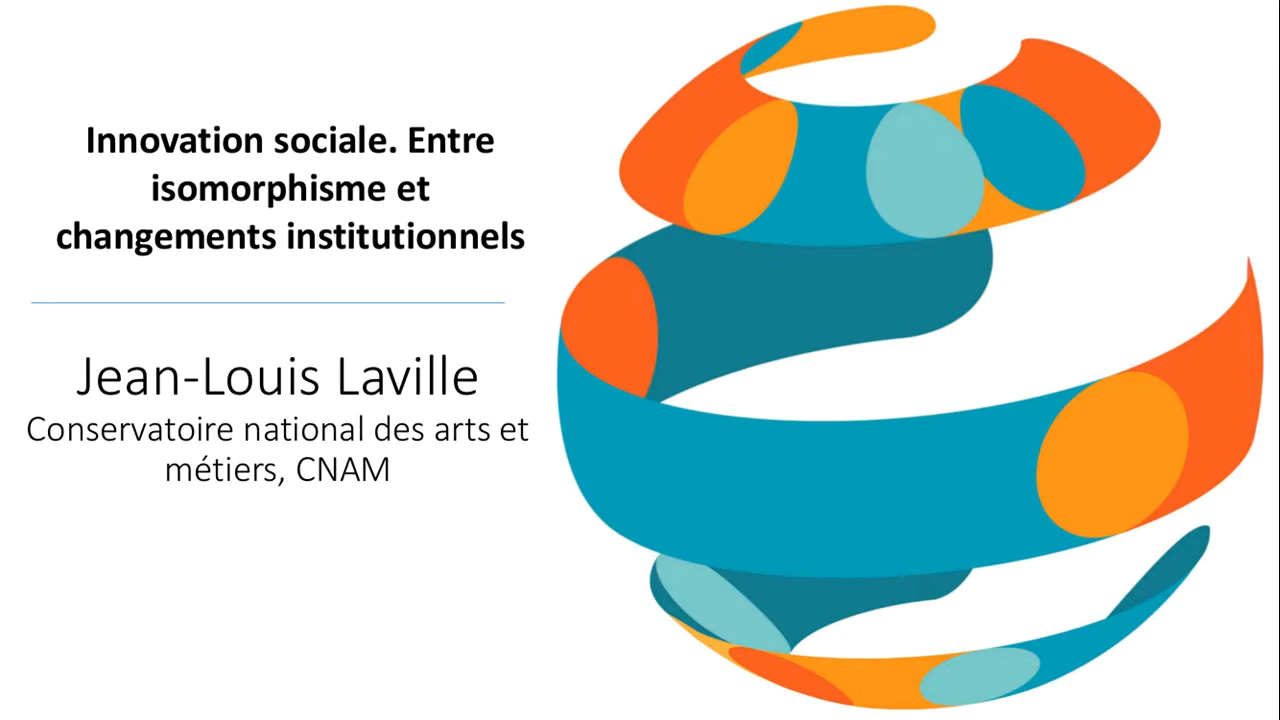 Innovation sociale. Entre
isomorphisme et
changements institutionnels
Jean-Louis Laville
Conservatoire national des arts et
métiers, CNAM